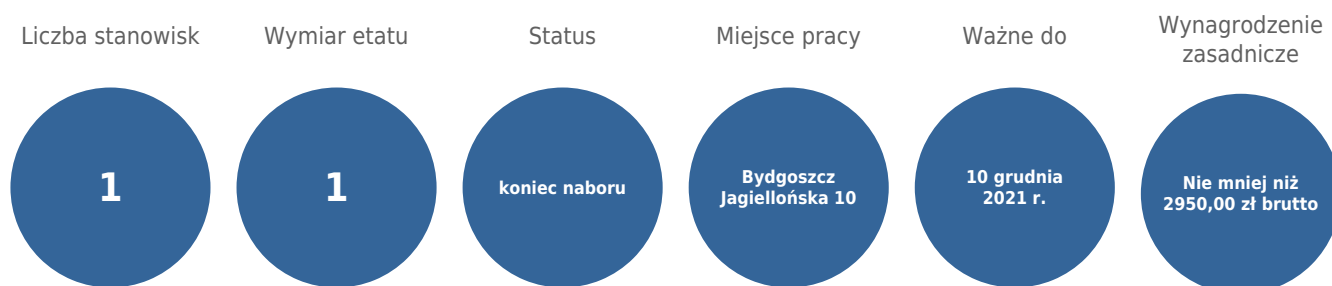 Liczba stanowisk
1
Wymiar etatu
1
Status
koniec naboru
Miejsce pracy
Bydgoszcz
Jagiellońska 10
Ważne do
10 grudnia
2021 r.
Wynagrodzenie
zasadnicze
Nie mniej niż
2950,00 zł brutto